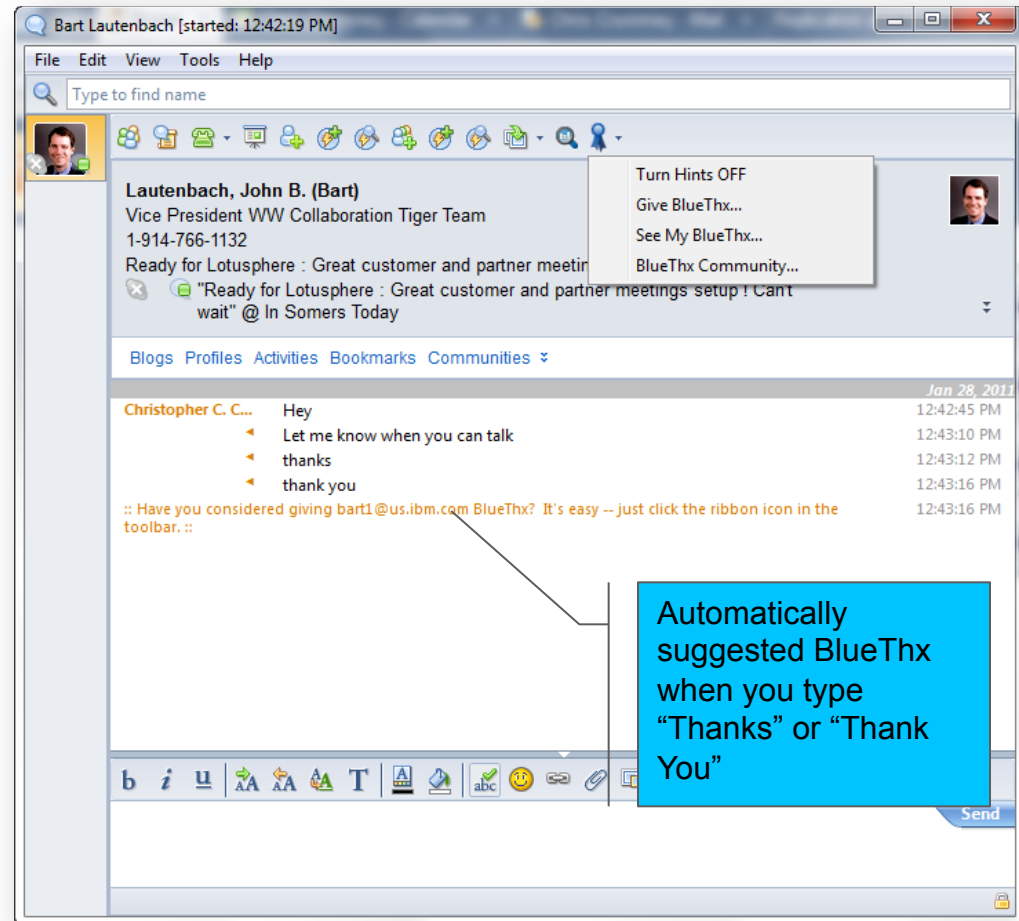 Bart Lautenbach [started: 12:42:19 PM]
File Edit View Tools Help
Type to find name
Turn Hints OFF
Give BlueThx...
See My BlueThx...
BlueThx Community...
Lautenbach, John B. (Bart)
Vice President WW Collaboration Tiger Team
1-914-766-1132
Ready for Lotusphere : Great customer and partner meetin
"Ready for Lotusphere : Great customer and partner meetings setup ! Can't
wait" @ In Somers Today
Blogs Profiles Activities Bookmarks Communities
Jan 28, 2011
Christopher C. C... Hey 12:42:45 PM
Let me know when you can talk 12:43:10 PM
thanks 12:43:12 PM
thank you 12:43:16 PM
:: Have you considered giving bart1@us.ibm.com BlueThx? It's easy -- just click the ribbon icon in the 12:43:16 PM
toolbar. ::
Automatically
suggested BlueThx
when you type
“Thanks” or “Thank
You”
b i u AA AA AA T A abc
Send